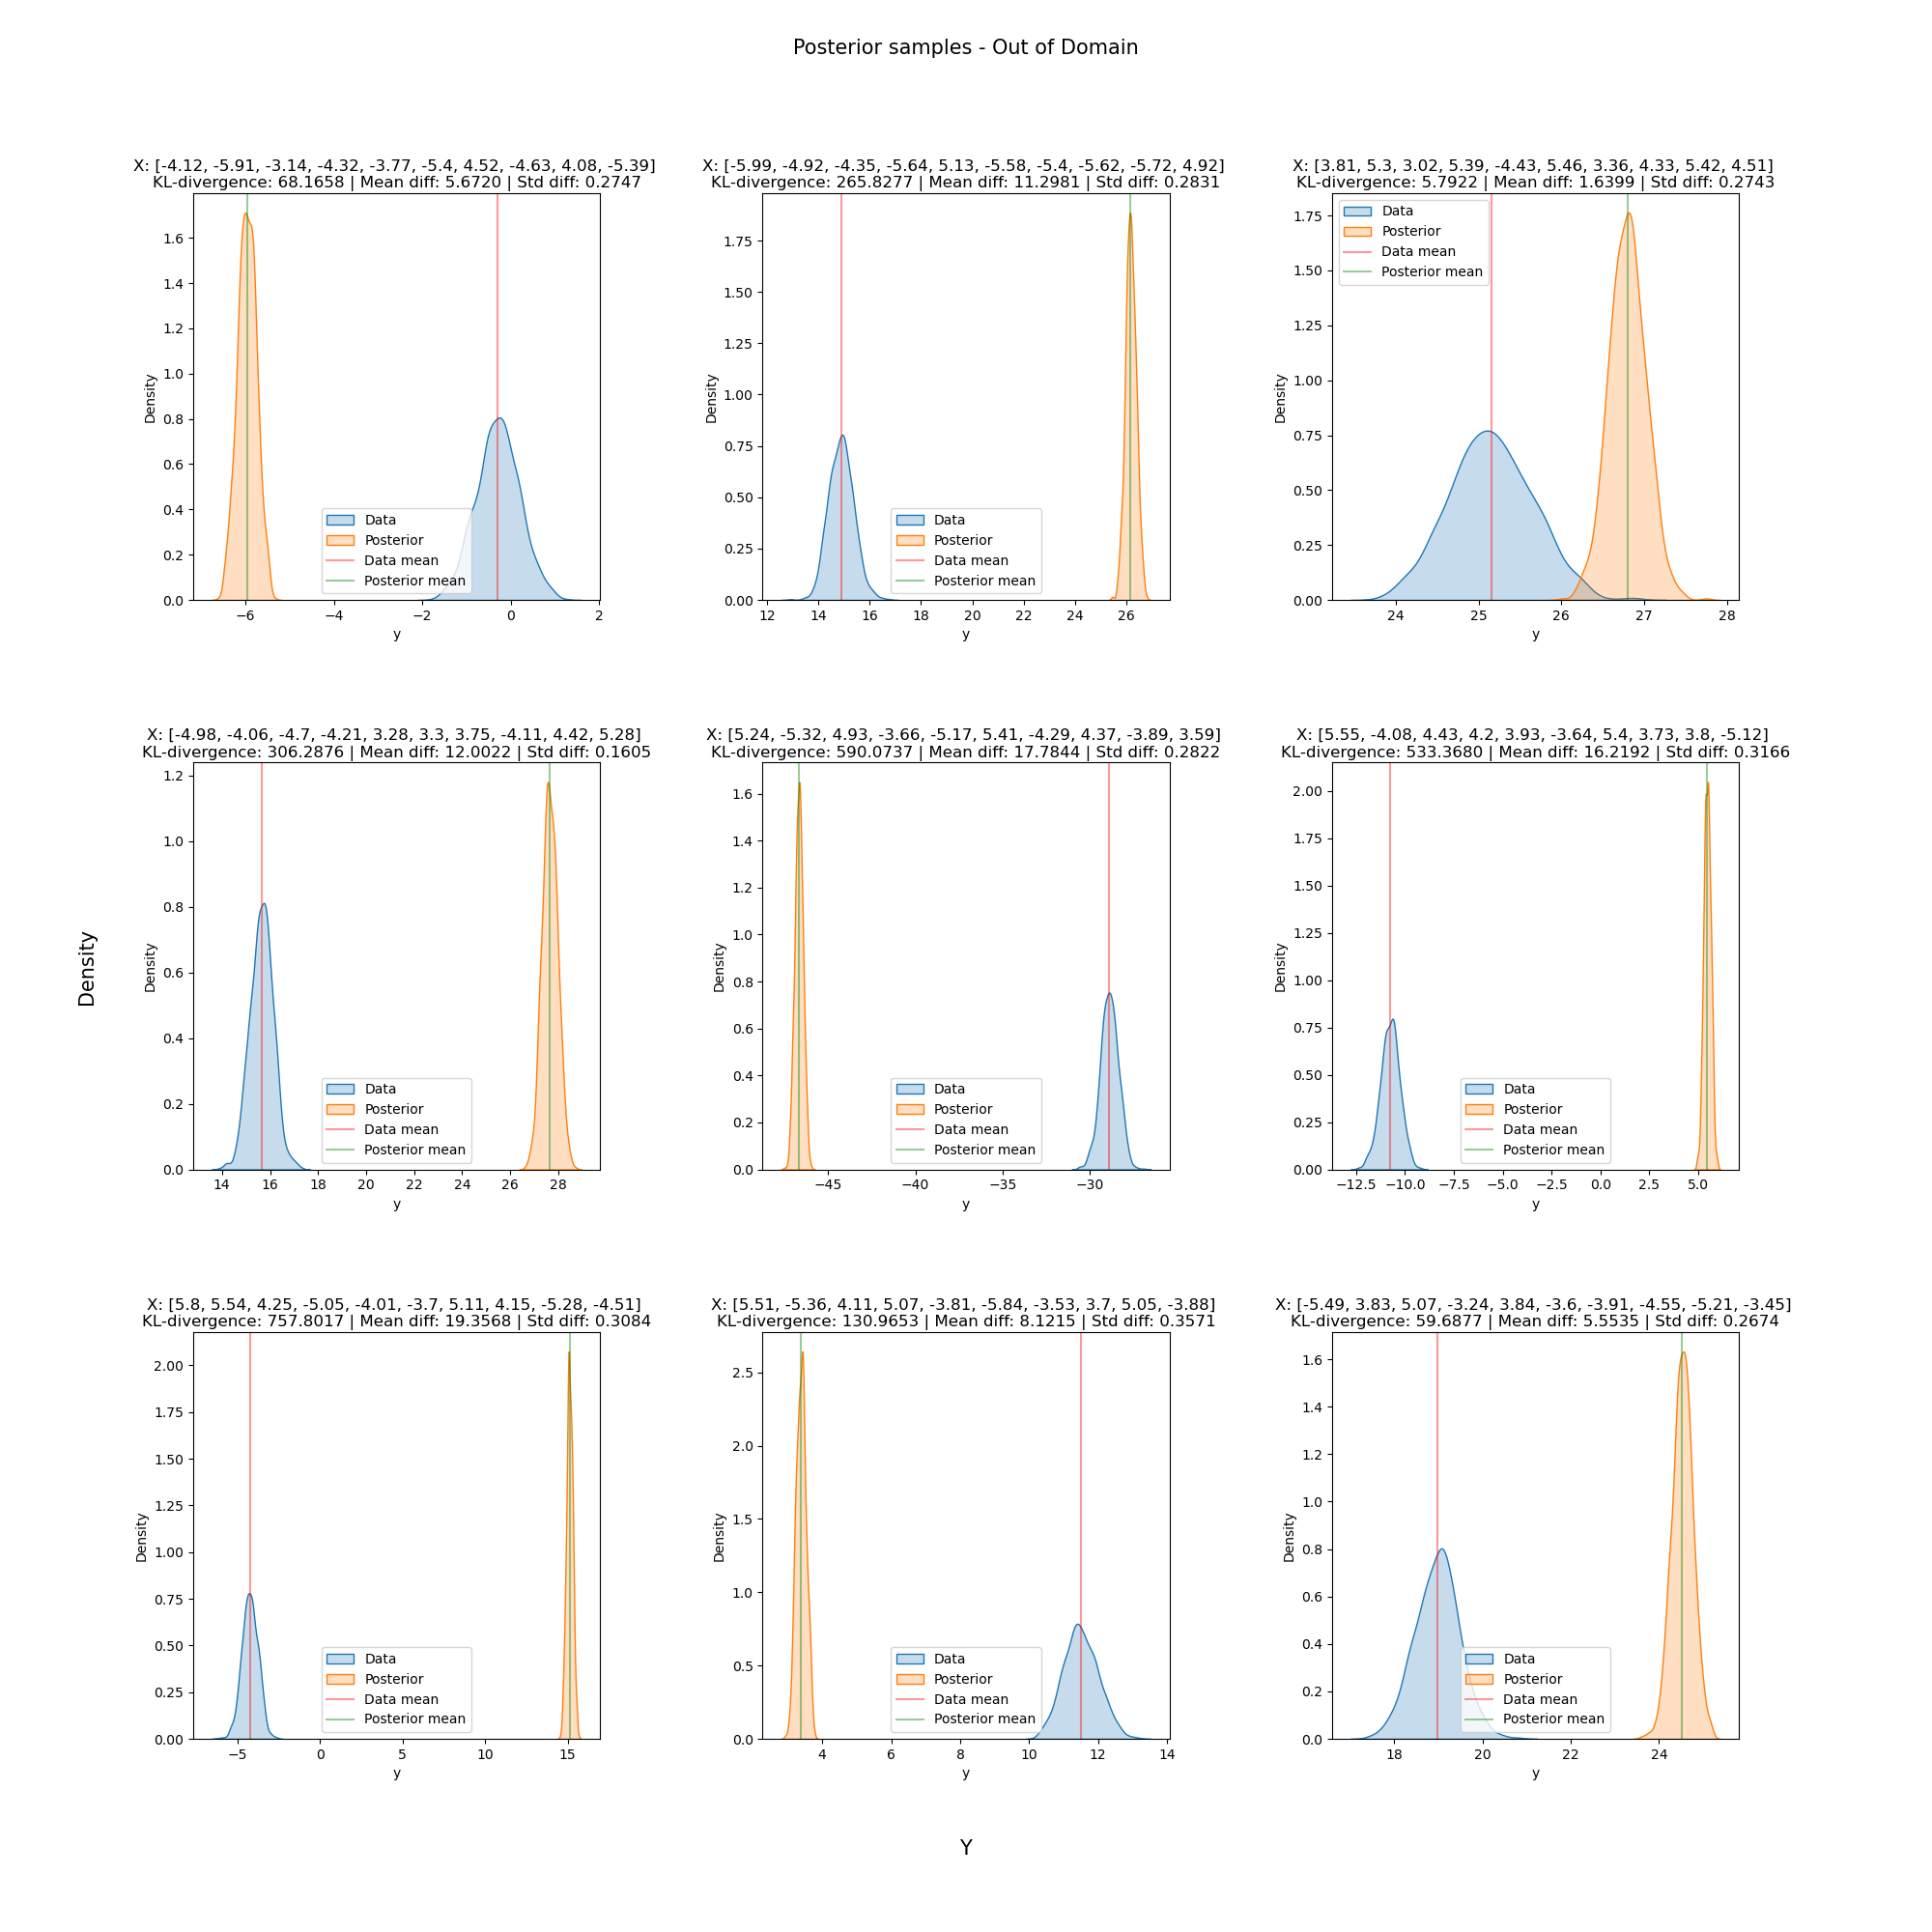 Posterior samples - Out of Domain
X: [-4.12, -5.91, -3.14, -4.32, -3.77, -5.4, 4.52, -4.63, 4.08, -5.39]
KL-divergence: 68.1658 | Mean diff: 5.6720 | Std diff: 0.2747
1.6
1.4
1.2
1.0
0.8
0.6
0.4
0.2
0.0
Density
Data
Posterior
Data mean
Posterior mean
−6 −4 −2 0 2
y
X: [-5.99, -4.92, -4.35, -5.64, 5.13, -5.58, -5.4, -5.62, -5.72, 4.92]
KL-divergence: 265.8277 | Mean diff: 11.2981 | Std diff: 0.2831
1.75
1.50
1.25
1.00
0.75
0.50
0.25
0.00
Density
Data
Posterior
Data mean
Posterior mean
12 14 16 18 20 22 24 26
y
X: [3.81, 5.3, 3.02, 5.39, -4.43, 5.46, 3.36, 4.33, 5.42, 4.51]
KL-divergence: 5.7922 | Mean diff: 1.6399 | Std diff: 0.2743
1.75
1.50
1.25
1.00
0.75
0.50
0.25
0.00
Density
Data
Posterior
Data mean
Posterior mean
24 25 26 27 28
y
X: [-4.98, -4.06, -4.7, -4.21, 3.28, 3.3, 3.75, -4.11, 4.42, 5.28]
KL-divergence: 306.2876 | Mean diff: 12.0022 | Std diff: 0.1605
1.2
1.0
0.8
0.6
0.4
0.2
0.0
Density
Data
Posterior
Data mean
Posterior mean
14 16 18 20 22 24 26 28
y
X: [5.24, -5.32, 4.93, -3.66, -5.17, 5.41, -4.29, 4.37, -3.89, 3.59]
KL-divergence: 590.0737 | Mean diff: 17.7844 | Std diff: 0.2822
1.6
1.4
1.2
1.0
0.8
0.6
0.4
0.2
0.0
Density
Data
Posterior
Data mean
Posterior mean
−45 −40 −35 −30
y
X: [5.55, -4.08, 4.43, 4.2, 3.93, -3.64, 5.4, 3.73, 3.8, -5.12]
KL-divergence: 533.3680 | Mean diff: 16.2192 | Std diff: 0.3166
2.00
1.75
1.50
1.25
1.00
0.75
0.50
0.25
0.00
Density
Data
Posterior
Data mean
Posterior mean
−12.5 −10.0 −7.5 −5.0 −2.5 0.0 2.5 5.0
y
X: [5.8, 5.54, 4.25, -5.05, -4.01, -3.7, 5.11, 4.15, -5.28, -4.51]
KL-divergence: 757.8017 | Mean diff: 19.3568 | Std diff: 0.3084
2.00
1.75
1.50
1.25
1.00
0.75
0.50
0.25
0.00
Density
Data
Posterior
Data mean
Posterior mean
−5 0 5 10 15
y
X: [5.51, -5.36, 4.11, 5.07, -3.81, -5.84, -3.53, 3.7, 5.05, -3.88]
KL-divergence: 130.9653 | Mean diff: 8.1215 | Std diff: 0.3571
2.5
2.0
1.5
1.0
0.5
0.0
Density
Data
Posterior
Data mean
Posterior mean
4 6 8 10 12 14
y
X: [-5.49, 3.83, 5.07, -3.24, 3.84, -3.6, -3.91, -4.55, -5.21, -3.45]
KL-divergence: 59.6877 | Mean diff: 5.5535 | Std diff: 0.2674
1.6
1.4
1.2
1.0
0.8
0.6
0.4
0.2
0.0
Density
Data
Posterior
Data mean
Posterior mean
18 20 22 24
y
Density
Y